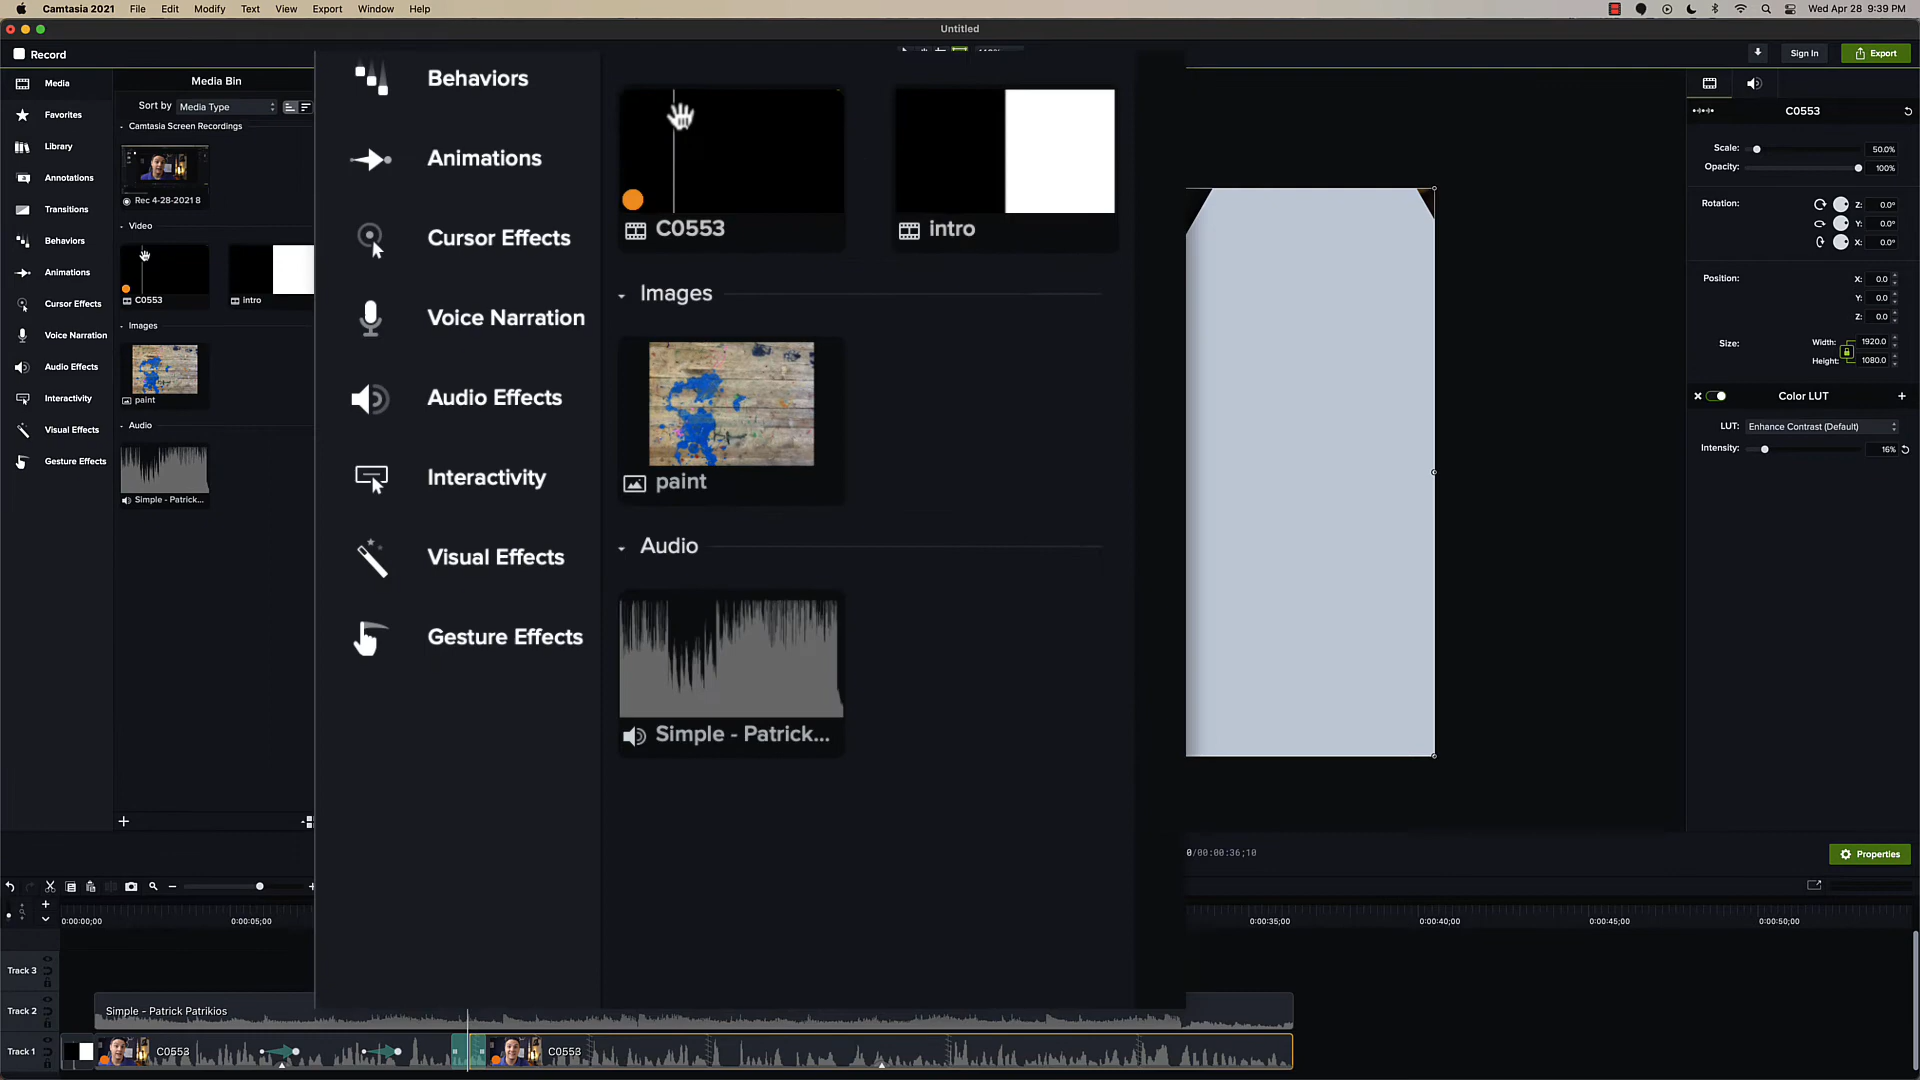 Camtasia 2021 File Edit Modify Text View Export Window Help
Wed Apr 28 9:39 PM
Untitled
Record
Sign In
Export
Media
Favorites
Library
Annotations
Transitions
Behaviors
Animations
Cursor Effects
Voice Narration
Audio Effects
Interactivity
Visual Effects
Gesture Effects
Media Bin
Sort by Media Type
Camtasia Screen Recordings
Rec 4-28-2021 8
Video
C0553
intro
Images
paint
Audio
Simple - Patrick...
Behaviors
Animations
Cursor Effects
Voice Narration
Audio Effects
Interactivity
Visual Effects
Gesture Effects
C0553
intro
Images
paint
Audio
Simple - Patrick...
C0553
Scale: 50.0%
Opacity: 100%
Rotation: Z: 0.0°
Y: 0.0°
X: 0.0°
Position: X: 0.0
Y: 0.0
Z: 0.0
Size: Width: 1920.0
Height: 1080.0
Color LUT
LUT: Enhance Contrast (Default)
Intensity: 16%
0/00:00:36;10
Properties
0:00:00;00
0:00:05;00
0:00:35;00
0:00:40;00
0:00:45;00
0:00:50;00
Track 3
Track 2
Simple - Patrick Patrikios
Track 1
C0553
C0553